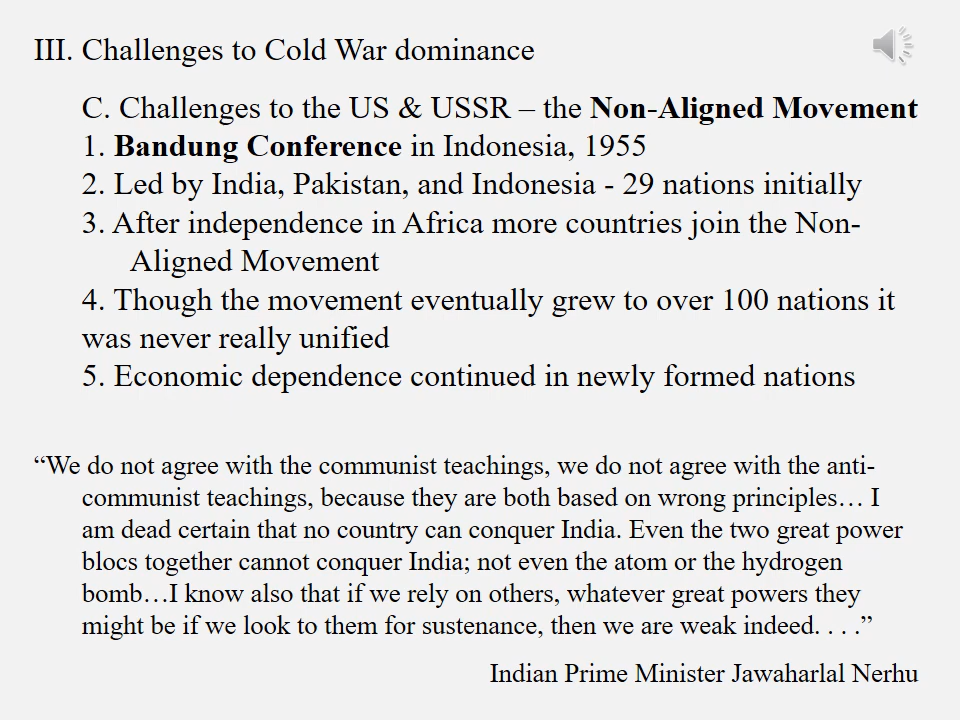 III. Challenges to Cold War dominance
C. Challenges to the US & USSR – the Non-Aligned Movement
1. Bandung Conference in Indonesia, 1955
2. Led by India, Pakistan, and Indonesia - 29 nations initially
3. After independence in Africa more countries join the Non-
Aligned Movement
4. Though the movement eventually grew to over 100 nations it
was never really unified
5. Economic dependence continued in newly formed nations
“We do not agree with the communist teachings, we do not agree with the anti-
communist teachings, because they are both based on wrong principles… I
am dead certain that no country can conquer India. Even the two great power
blocs together cannot conquer India; not even the atom or the hydrogen
bomb…I know also that if we rely on others, whatever great powers they
might be if we look to them for sustenance, then we are weak indeed. . . .”
Indian Prime Minister Jawaharlal Nerhu